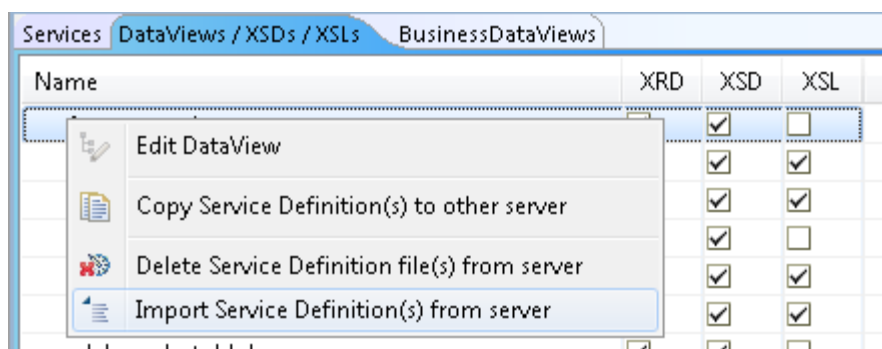 Services DataViews / XSDs / XSLs BusinessDataViews
Name XRD XSD XSL
Edit DataView
Copy Service Definition(s) to other server
Delete Service Definition file(s) from server
Import Service Definition(s) from server